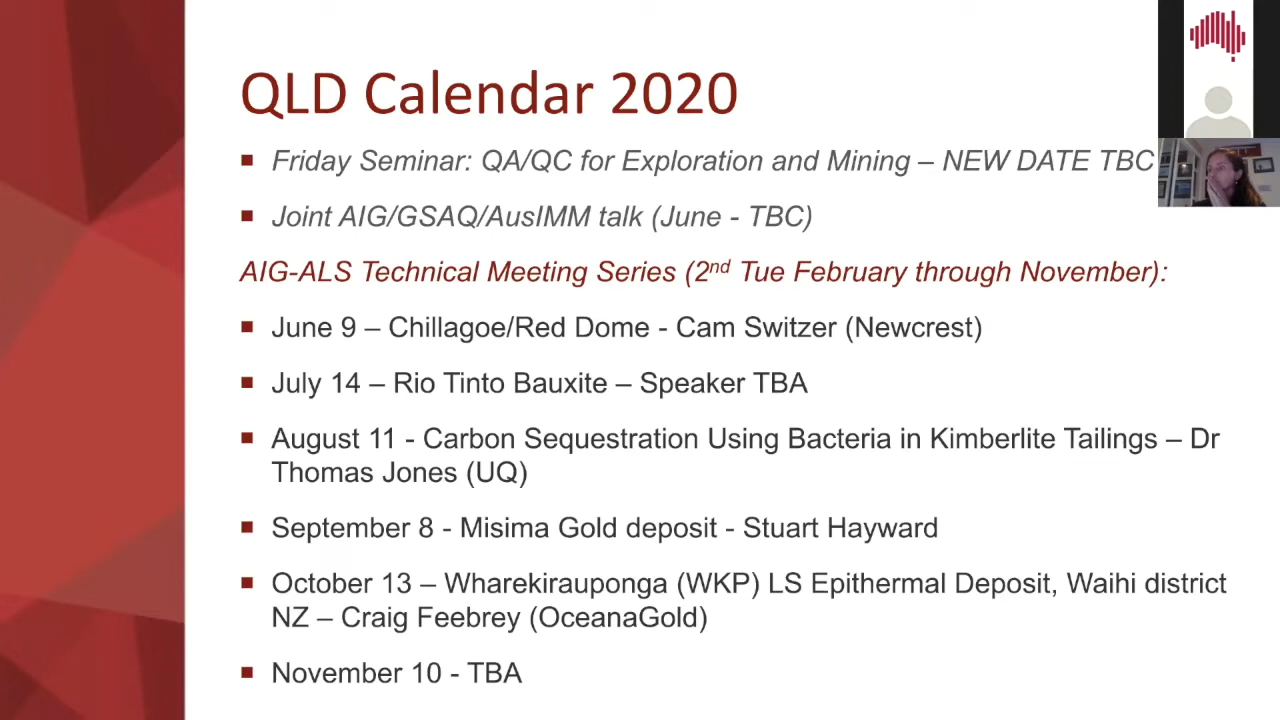 QLD Calendar 2020
▪ Friday Seminar: QA/QC for Exploration and Mining – NEW DATE TBC
▪ Joint AIG/GSAQ/AusIMM talk (June - TBC)
AIG-ALS Technical Meeting Series (2nd Tue February through November):
▪ June 9 – Chillagoe/Red Dome - Cam Switzer (Newcrest)
▪ July 14 – Rio Tinto Bauxite – Speaker TBA
▪ August 11 - Carbon Sequestration Using Bacteria in Kimberlite Tailings – Dr
Thomas Jones (UQ)
▪ September 8 - Misima Gold deposit - Stuart Hayward
▪ October 13 – Wharekirauponga (WKP) LS Epithermal Deposit, Waihi district
NZ – Craig Feebrey (OceanaGold)
▪ November 10 - TBA